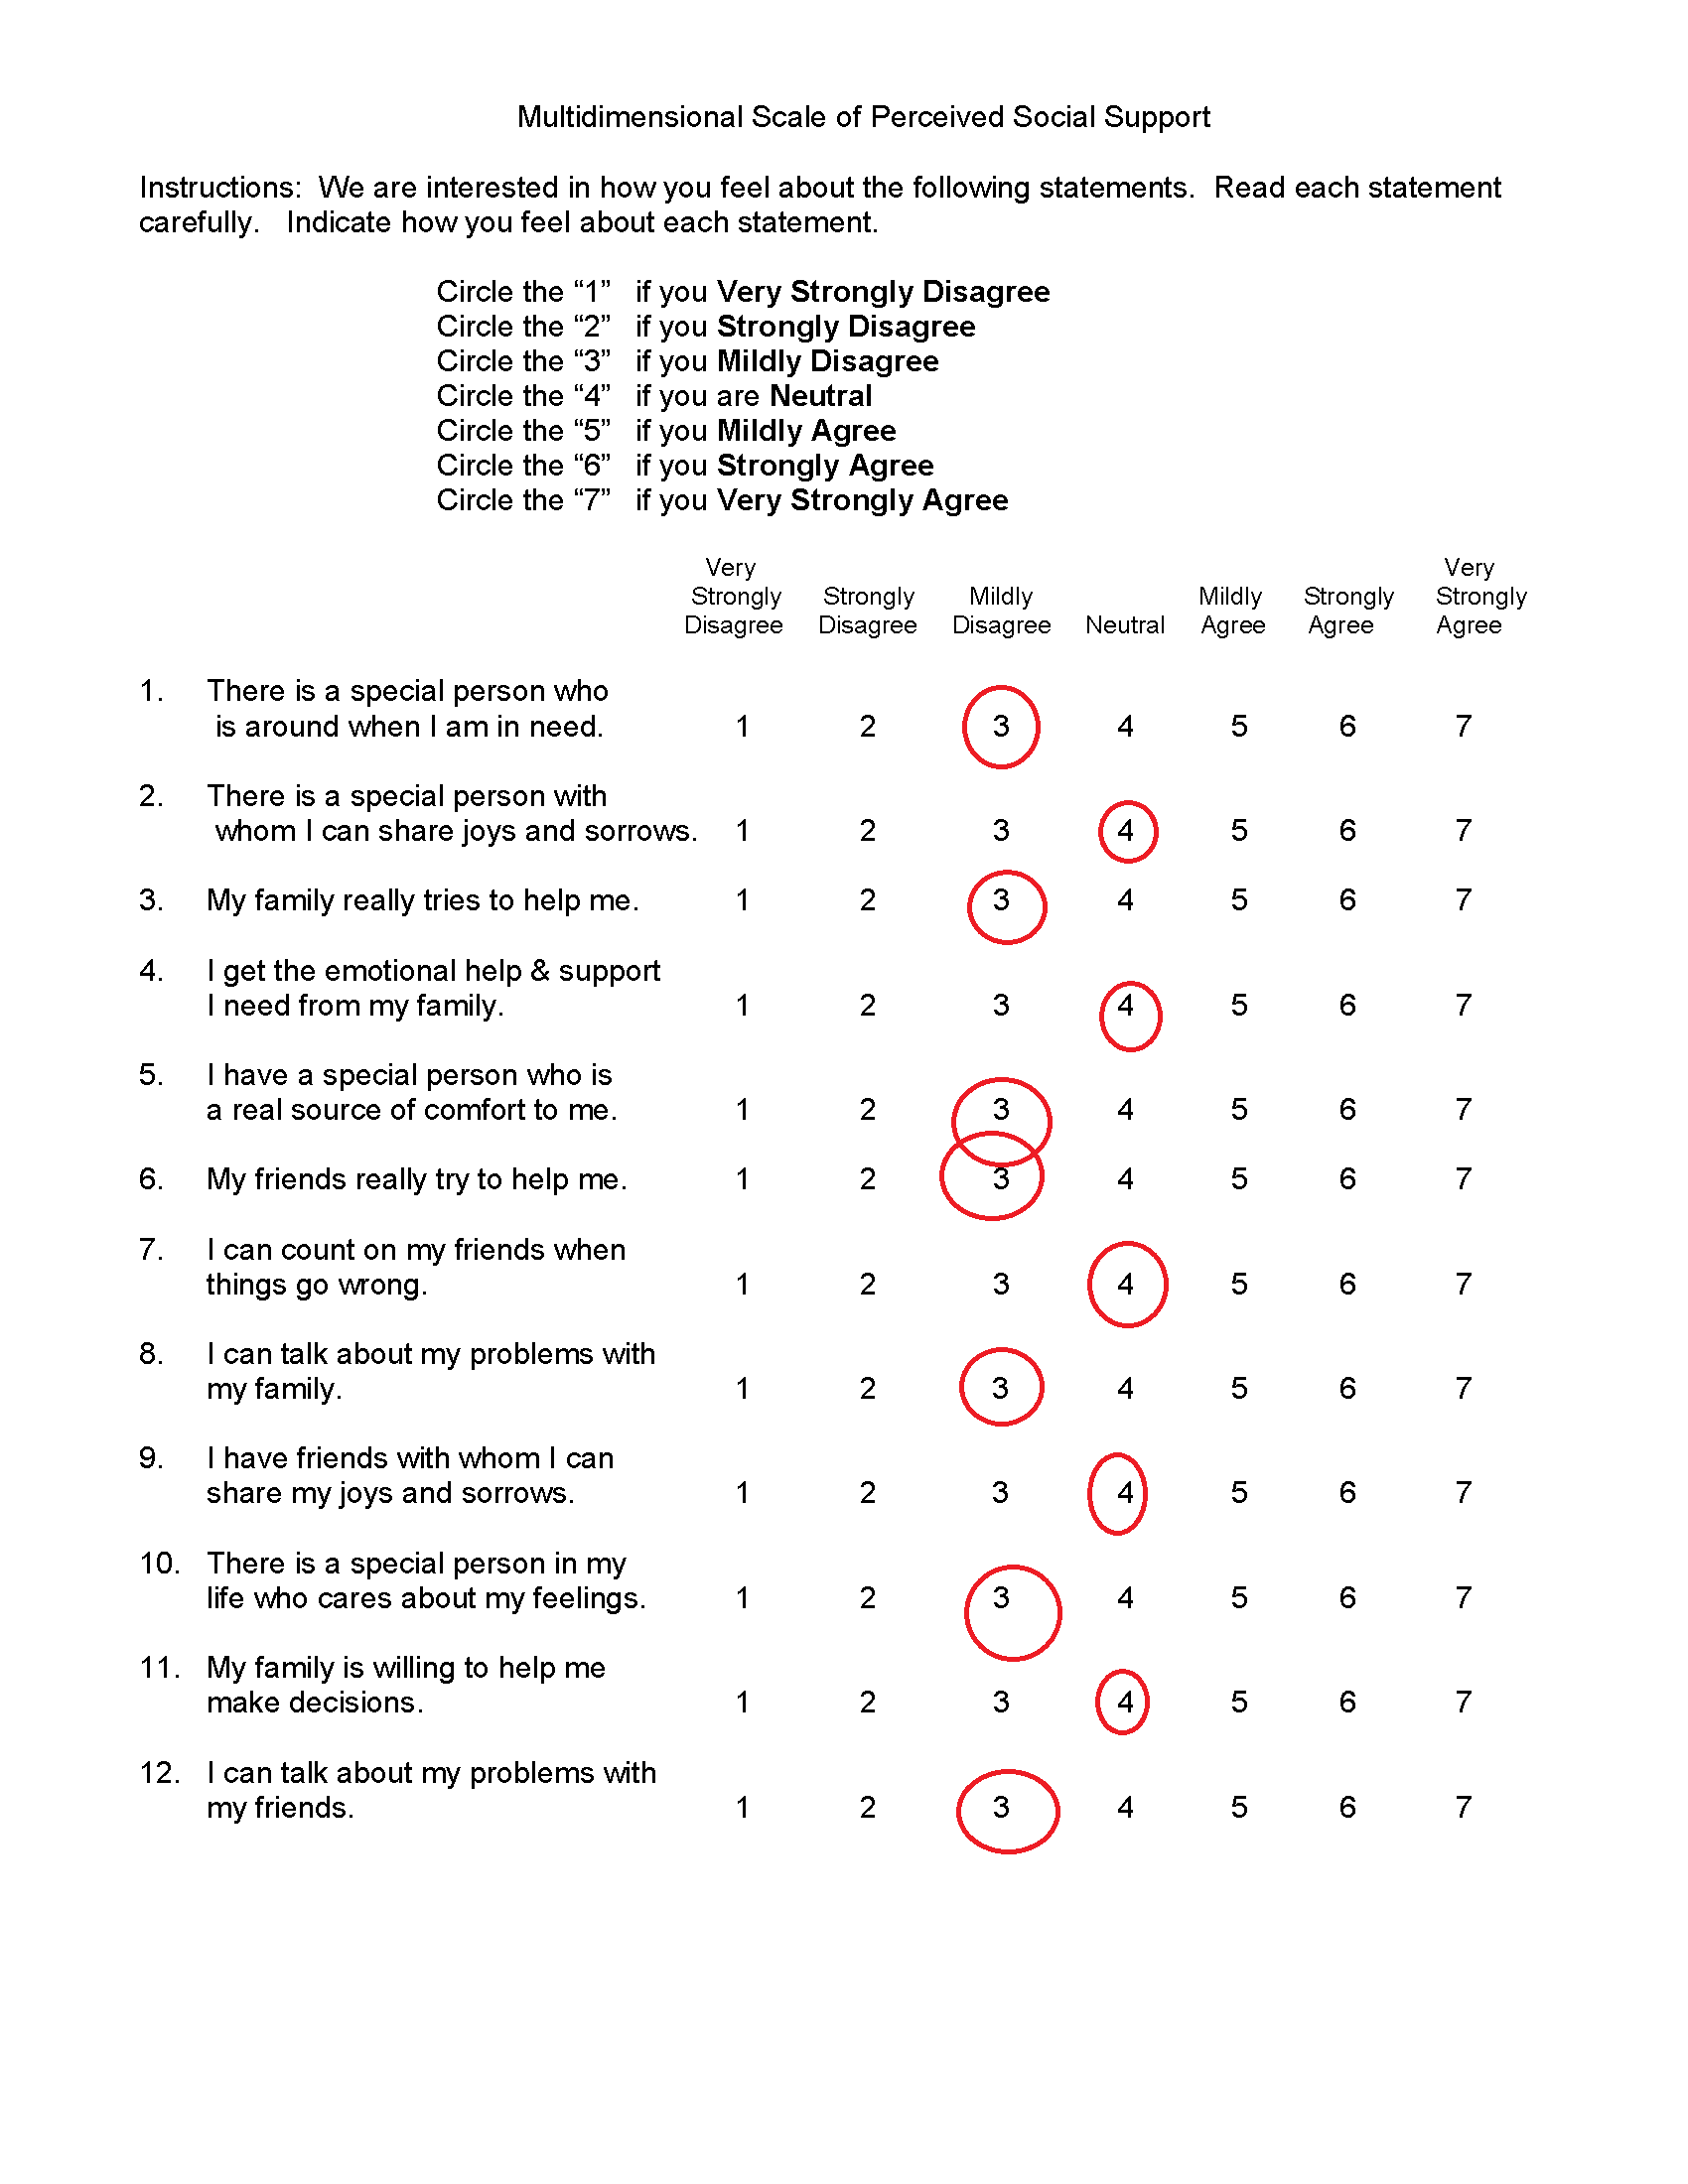 Multidimensional Scale of Perceived Social Support
Instructions:  We are interested in how you feel about the following statements.  Read each statement
carefully.   Indicate how you feel about each statement.
Circle the “1”   if you Very Strongly Disagree
Circle the “2”   if you Strongly Disagree
Circle the “3”   if you Mildly Disagree
Circle the “4”   if you are Neutral
Circle the “5”   if you Mildly Agree
Circle the “6”   if you Strongly Agree
Circle the “7”   if you Very Strongly Agree
Very Very
Strongly Strongly Mildly Mildly Strongly Strongly
Disagree Disagree Disagree Neutral Agree Agree Agree
1. There is a special person who
is around when I am in need. 1 2 3 4 5 6 7
2. There is a special person with
whom I can share joys and sorrows. 1 2 3 4 5 6 7
3. My family really tries to help me. 1 2 3 4 5 6 7
4. I get the emotional help & support
I need from my family. 1 2 3 4 5 6 7
5. I have a special person who is
a real source of comfort to me. 1 2 3 4 5 6 7
6. My friends really try to help me. 1 2 3 4 5 6 7
7. I can count on my friends when
things go wrong. 1 2 3 4 5 6 7
8. I can talk about my problems with
my family. 1 2 3 4 5 6 7
9. I have friends with whom I can
share my joys and sorrows. 1 2 3 4 5 6 7
10. There is a special person in my
life who cares about my feelings. 1 2 3 4 5 6 7
11. My family is willing to help me
make decisions. 1 2 3 4 5 6 7
12. I can talk about my problems with
my friends. 1 2 3 4 5 6 7